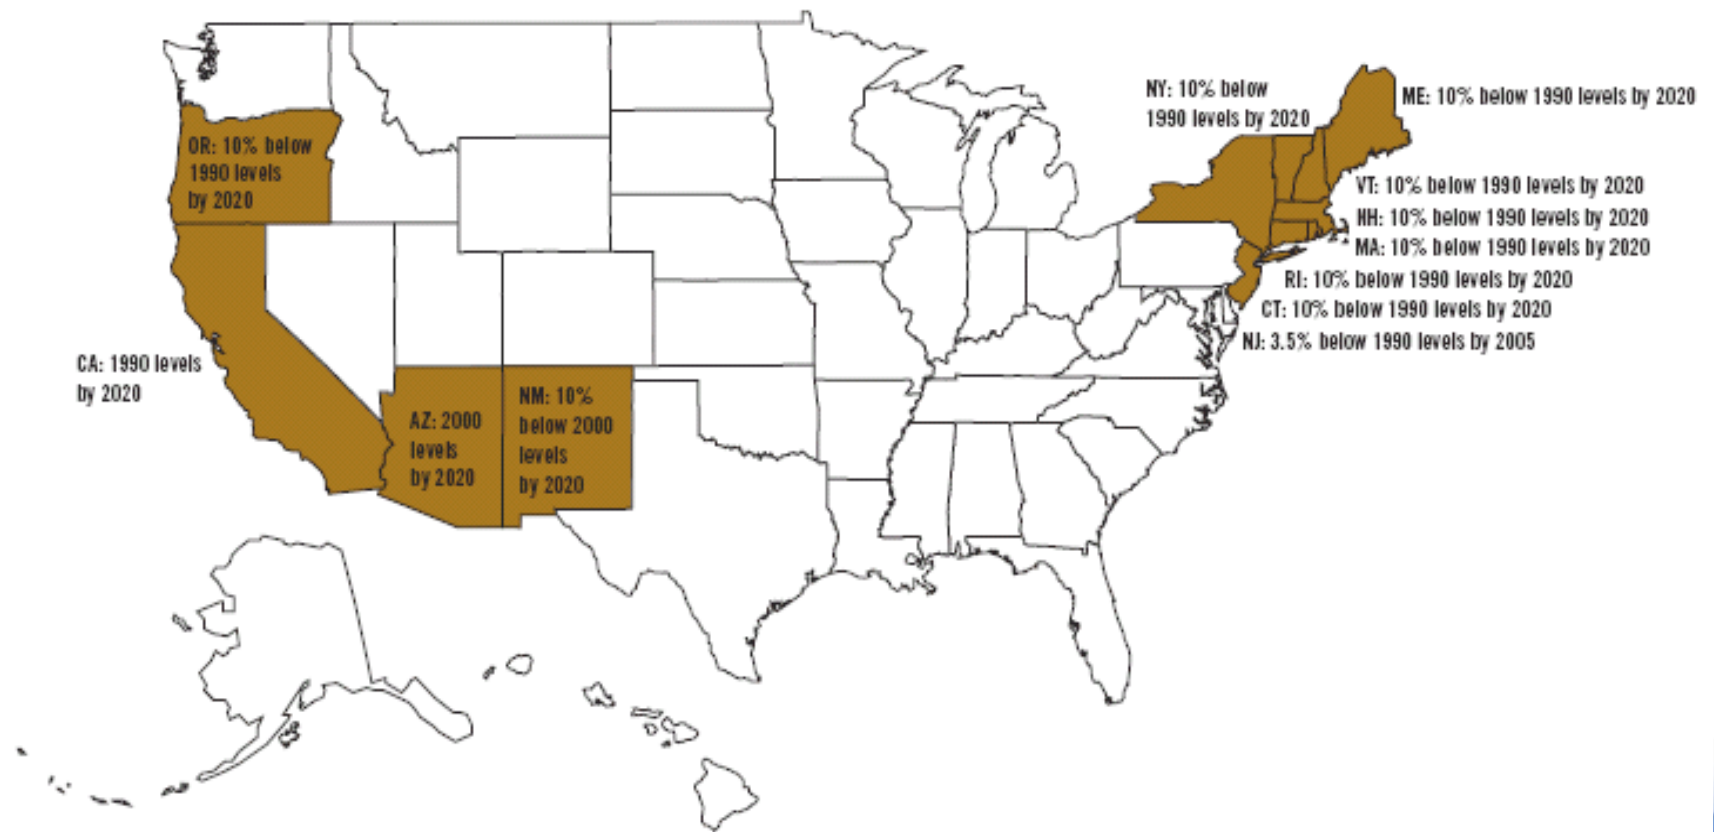 NY: 10% below
1990 levels by 2020
ME: 10% below 1990 levels by 2020
OR: 10% below
1990 levels
by 2020
VT: 10% below 1990 levels by 2020
NH: 10% below 1990 levels by 2020
MA: 10% below 1990 levels by 2020
RI: 10% below 1990 levels by 2020
CT: 10% below 1990 levels by 2020
NJ: 3.5% below 1990 levels by 2005
CA: 1990 levels
by 2020
AZ: 2000
levels
by 2020
NM: 10%
below 2000
levels
by 2020